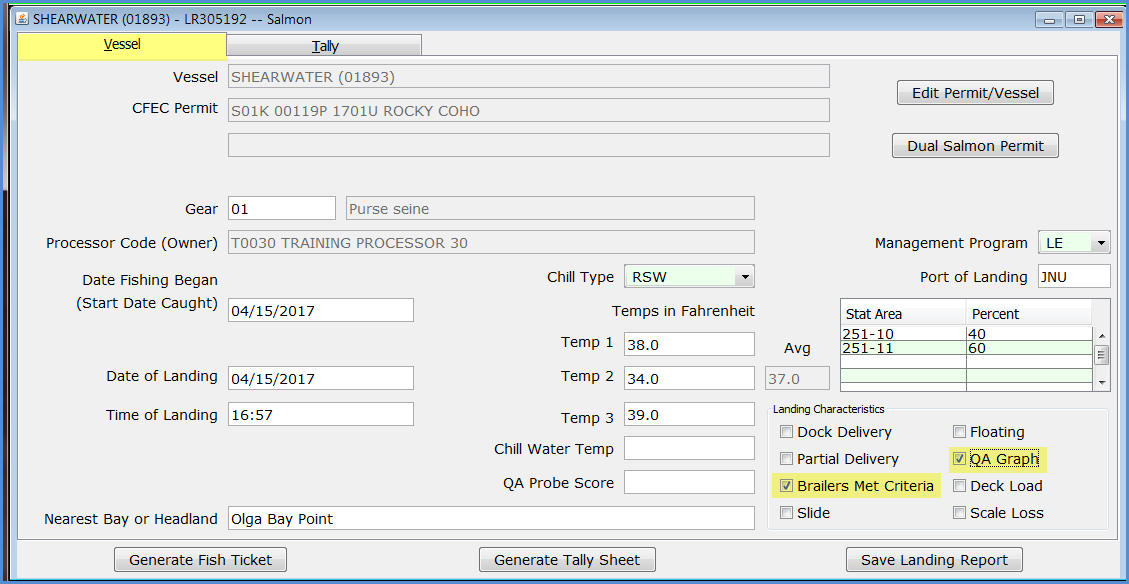 SHEARWATER (01893) - LR305192 -- Salmon
Vessel
Tally
Vessel SHEARWATER (01893)
Edit Permit/Vessel
CFEC Permit S01K 00119P 1701U ROCKY COHO
Dual Salmon Permit
Gear 01 Purse seine
Processor Code (Owner) T0030 TRAINING PROCESSOR 30
Management Program LE
Date Fishing Began
(Start Date Caught) 04/15/2017
Chill Type RSW
Port of Landing JNU
Temps in Fahrenheit
Stat Area Percent
251-10 40
251-11 60
Temp 1 38.0
Avg
Date of Landing 04/15/2017
Temp 2 34.0 37.0
Time of Landing 16:57
Temp 3 39.0
Chill Water Temp
QA Probe Score
Landing Characteristics
Dock Delivery Floating
Partial Delivery QA Graph
Brailers Met Criteria Deck Load
Slide Scale Loss
Nearest Bay or Headland Olga Bay Point
Generate Fish Ticket
Generate Tally Sheet
Save Landing Report